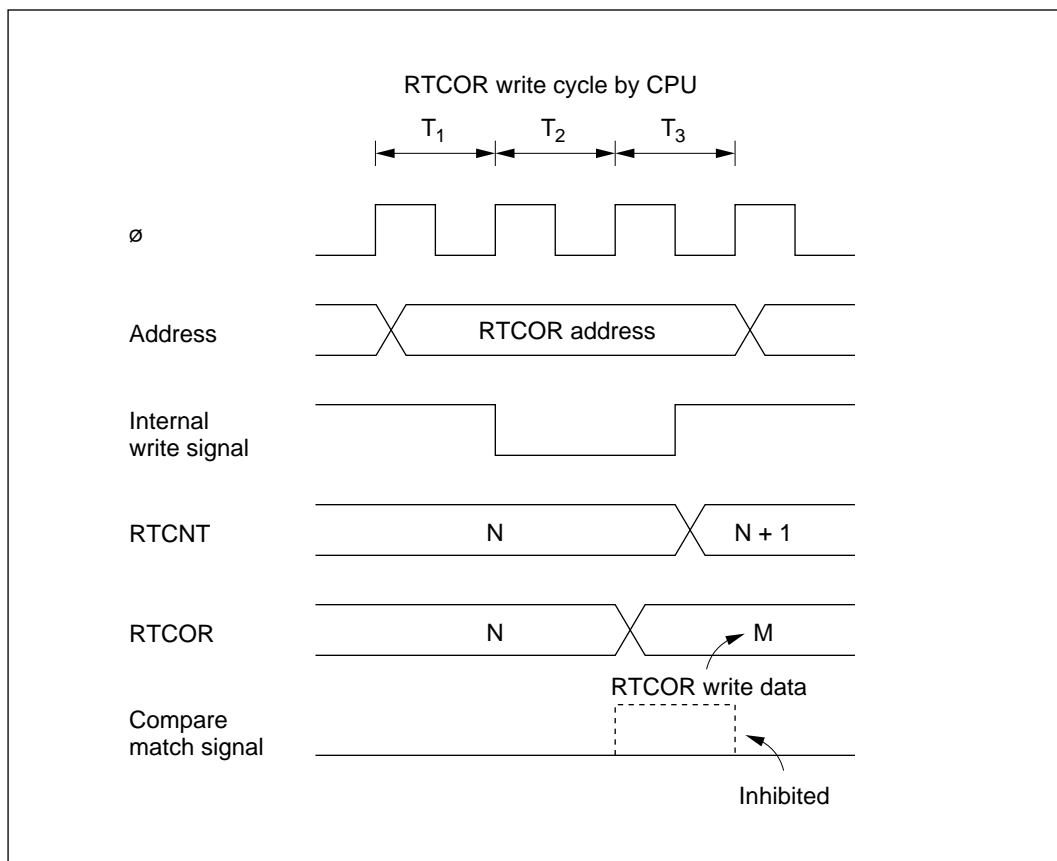 RTCOR write cycle by CPU
T1 T2 T3
ø
Address
RTCOR address
Internal
write signal
RTCNT
N
N + 1
RTCOR
N
M
RTCOR write data
Compare
match signal
Inhibited